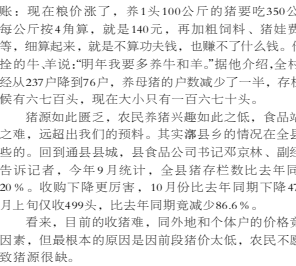 账：现在粮价涨了，养1头100公斤的猪要吃350公
每公斤按4角算，就是140元，再加粗饲料、猪娃费
等，细算起来，就是不算功夫钱，也赚不了什么钱。他
拴的牛、羊说：“明年我要多养牛和羊。”据他介绍，全村
经从237户降到76户，养母猪的户数减少了一半，存栏
候有六七百头，现在大小只有一百六七十头。
猪源如此匮乏，农民养猪兴趣如此之低，食品站
之难，远超出我们的预料。其实鄱县乡的情况在全县
些的。回到通县县城，县食品公司书记邓京林、副经
告诉记者，今年9月统计，全县猪存栏数比去年同
20％。收购下降更厉害，10月份比去年同期下降47
月上旬仅收499头，比去年同期竟减少86.6％。
看来，目前的收猪难，同外地和个体户的价格竞
因素，但最根本的原因是因前段猪价太低，农民不愿
致猪源很缺。